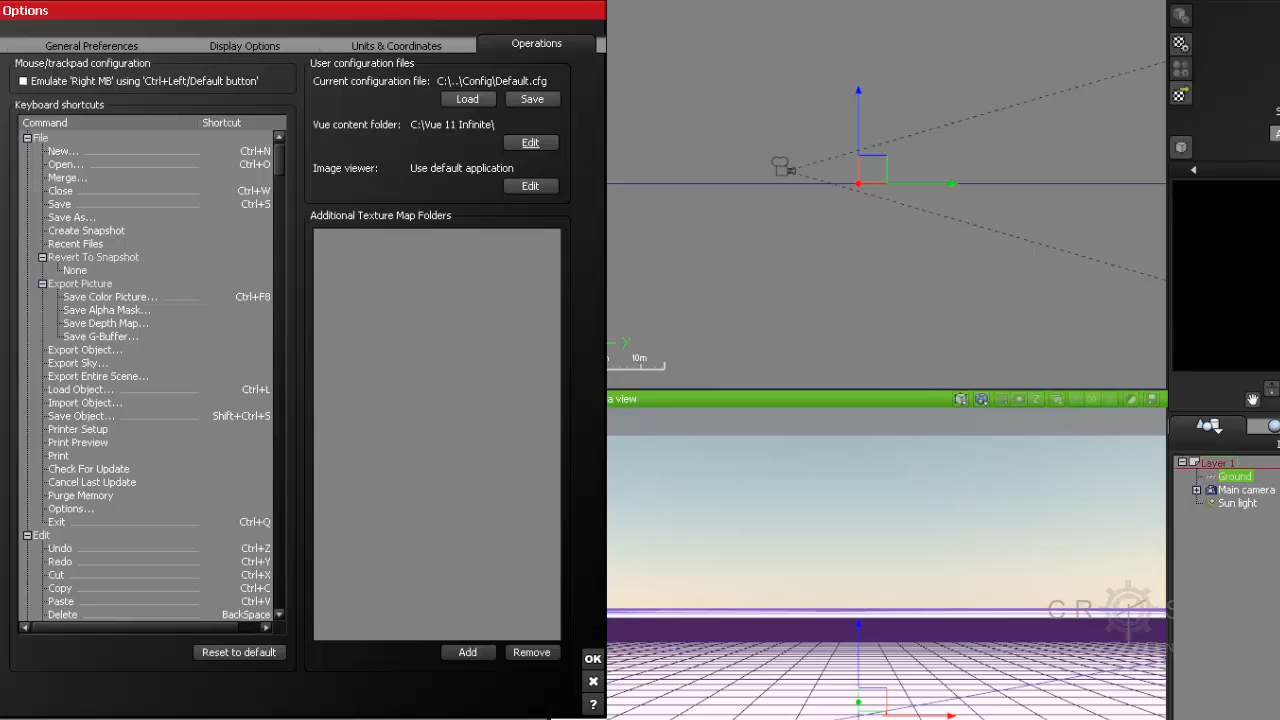 Options
General Preferences
Display Options
Units & Coordinates
Operations
Mouse/trackpad configuration
Emulate 'Right MB' using 'Ctrl+Left/Default button'
Keyboard shortcuts
Command Shortcut
File
New... Ctrl+N
Open... Ctrl+O
Merge...
Close Ctrl+W
Save Ctrl+S
Save As...
Create Snapshot
Recent Files
Revert To Snapshot
None
Export Picture
Save Color Picture... Ctrl+F8
Save Alpha Mask...
Save Depth Map...
Save G-Buffer...
Export Object...
Export Sky...
Export Entire Scene...
Load Object... Ctrl+L
Import Object...
Save Object... Shift+Ctrl+S
Printer Setup
Print Preview
Print
Check For Update
Cancel Last Update
Purge Memory
Options...
Exit Ctrl+Q
Edit
Undo Ctrl+Z
Redo Ctrl+Y
Cut Ctrl+X
Copy Ctrl+C
Paste Ctrl+V
Delete BackSpace
Reset to default
User configuration files
Current configuration file: C:\..\Config\Default.cfg
Load Save
Vue content folder: C:\Vue 11 Infinite\
Edit
Image viewer: Use default application
Edit
Additional Texture Map Folders
Add Remove
OK
?
Y
10m
a view
Layer 1
Ground
Main camera
Sun light